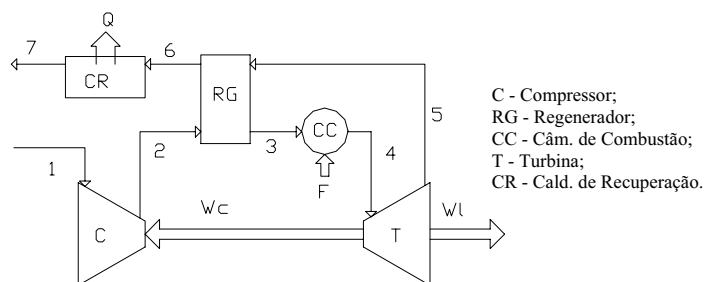 Q
7
6
CR
RG
5
CC
2
3
4
1
F
Wc
Wl
C
T
C - Compressor;
RG - Regenerador;
CC - Câm. de Combustão;
T - Turbina;
CR - Cald. de Recuperação.